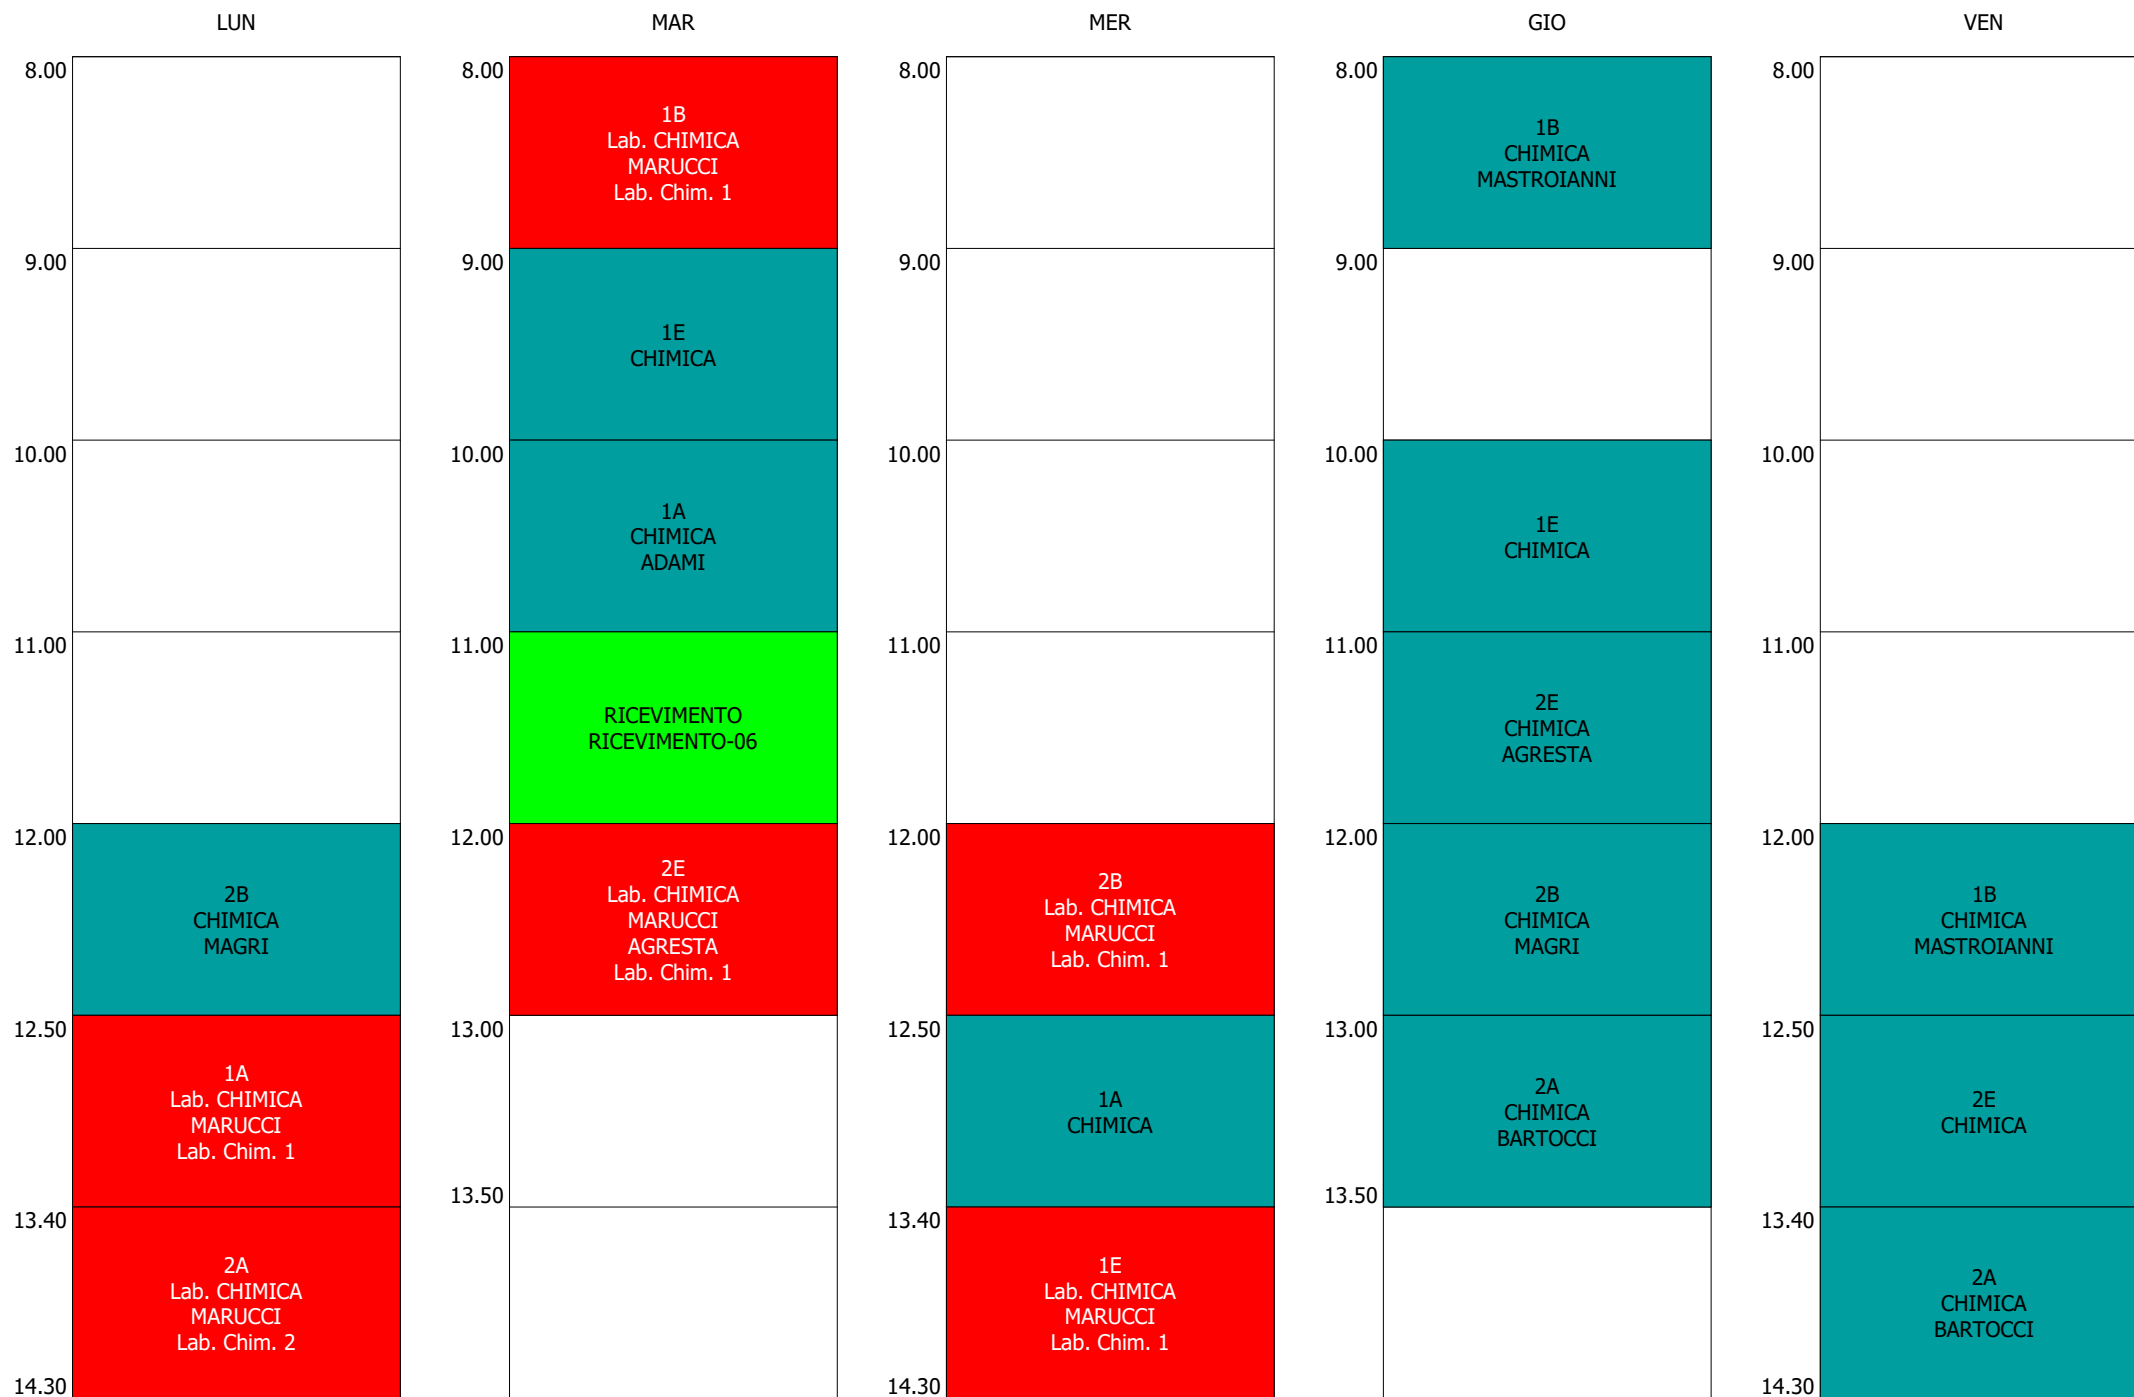 LUN
MAR
MER
GIO
VEN
8.00
9.00
10.00
11.00
12.00
2B
CHIMICA
MAGRI
12.50
1A
Lab. CHIMICA
MARUCCI
Lab. Chim. 1
13.40
2A
Lab. CHIMICA
MARUCCI
Lab. Chim. 2
14.30
8.00
1B
Lab. CHIMICA
MARUCCI
Lab. Chim. 1
9.00
1E
CHIMICA
10.00
1A
CHIMICA
ADAMI
11.00
RICEVIMENTO
RICEVIMENTO-06
12.00
2E
Lab. CHIMICA
MARUCCI
AGRESTA
Lab. Chim. 1
13.00
13.50
8.00
9.00
10.00
11.00
12.00
2B
Lab. CHIMICA
MARUCCI
Lab. Chim. 1
12.50
1A
CHIMICA
13.40
1E
Lab. CHIMICA
MARUCCI
Lab. Chim. 1
14.30
8.00
1B
CHIMICA
MASTROIANNI
9.00
10.00
1E
CHIMICA
11.00
2E
CHIMICA
AGRESTA
12.00
2B
CHIMICA
MAGRI
13.00
2A
CHIMICA
BARTOCCI
13.50
8.00
9.00
10.00
11.00
12.00
1B
CHIMICA
MASTROIANNI
12.50
2E
CHIMICA
13.40
2A
CHIMICA
BARTOCCI
14.30